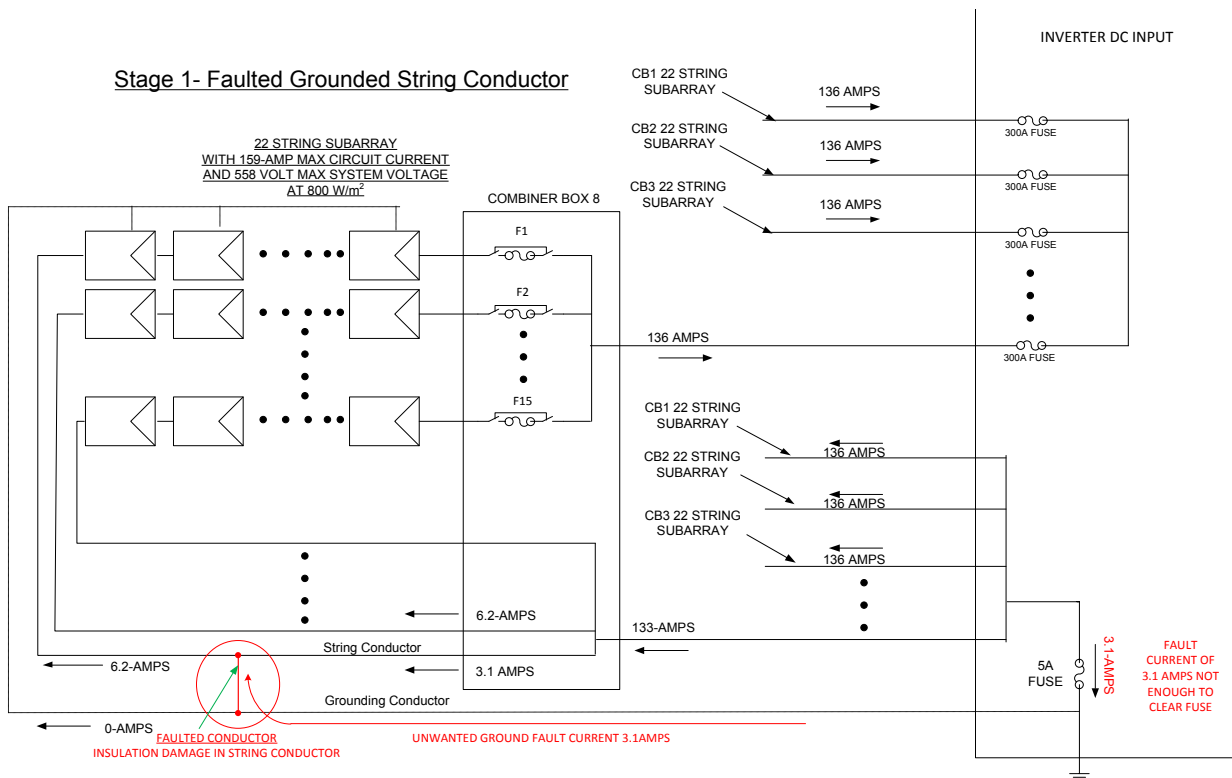 INVERTER DC INPUT
Stage 1- Faulted Grounded String Conductor
22 STRING SUBARRAY
WITH 159-AMP MAX CIRCUIT CURRENT
AND 558 VOLT MAX SYSTEM VOLTAGE
AT 800 W/m²
COMBINER BOX 8
F1
F2
F15
CB1 22 STRING
SUBARRAY
136 AMPS
300A FUSE
CB2 22 STRING
SUBARRAY
136 AMPS
300A FUSE
CB3 22 STRING
SUBARRAY
136 AMPS
300A FUSE
136 AMPS
300A FUSE
CB1 22 STRING
SUBARRAY
136 AMPS
CB2 22 STRING
SUBARRAY
136 AMPS
CB3 22 STRING
SUBARRAY
136 AMPS
6.2-AMPS
133-AMPS
String Conductor
6.2-AMPS
3.1 AMPS
Grounding Conductor
0-AMPS
FAULTED CONDUCTOR
INSULATION DAMAGE IN STRING CONDUCTOR
UNWANTED GROUND FAULT CURRENT 3.1AMPS
5A
FUSE
3.1-AMPS
FAULT
CURRENT OF
3.1 AMPS NOT
ENOUGH TO
CLEAR FUSE